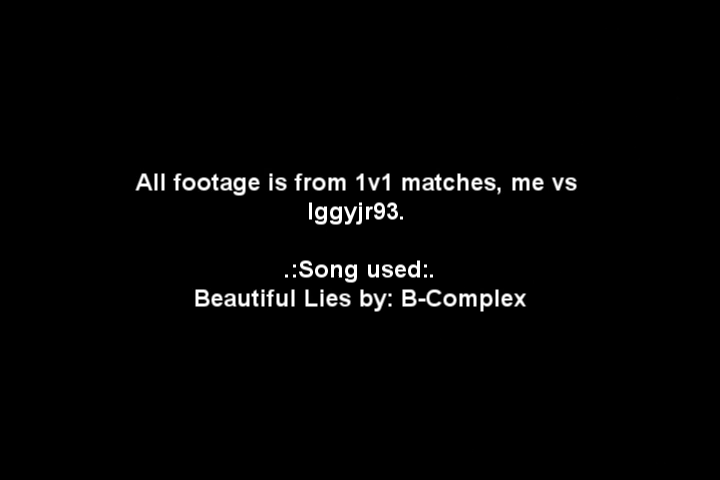 All footage is from 1v1 matches, me vs
Iggyjr93.
.:Song used:.
Beautiful Lies by: B-Complex